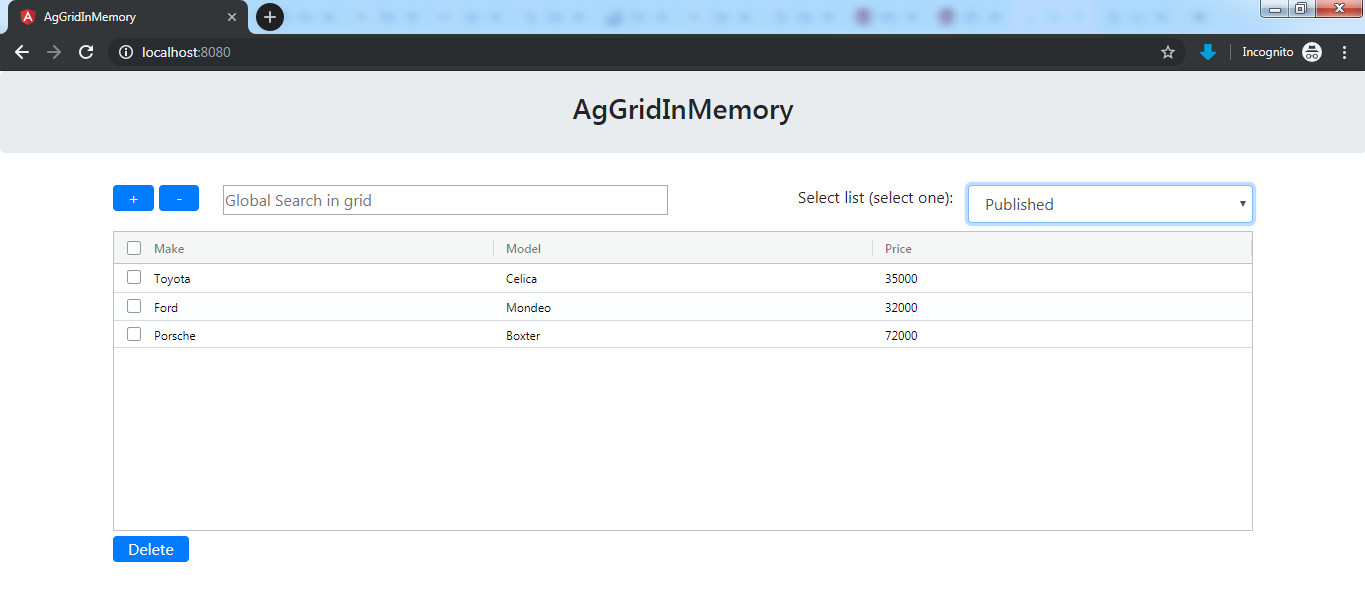 AgGridInMemory
localhost:8080
Incognito
AgGridInMemory
+ - Global Search in grid Select list (select one): Published
Make Model Price
Toyota Celica 35000
Ford Mondeo 32000
Porsche Boxter 72000
Delete